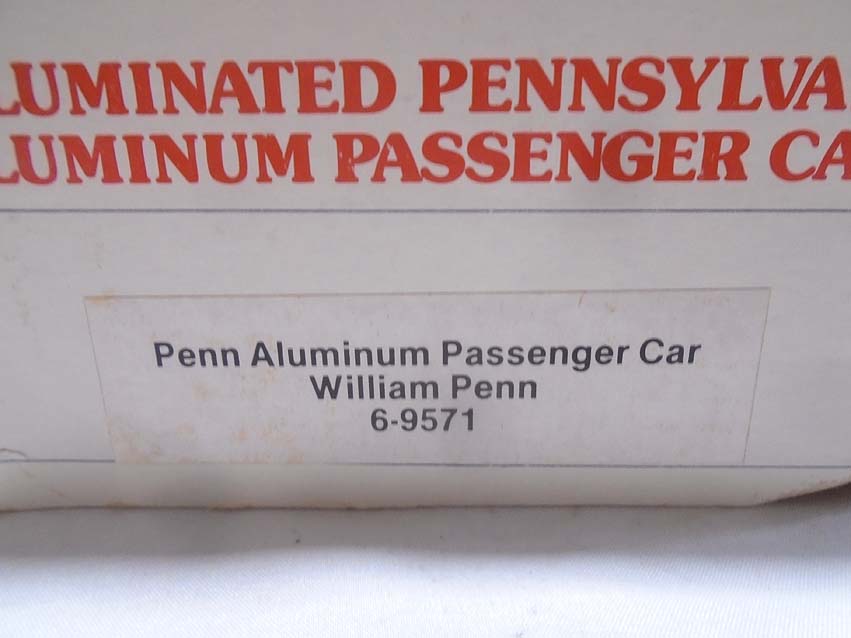 LUMINATED PENNSYLVA
LUMINUM PASSENGER CA
Penn Aluminum Passenger Car
William Penn
6-9571